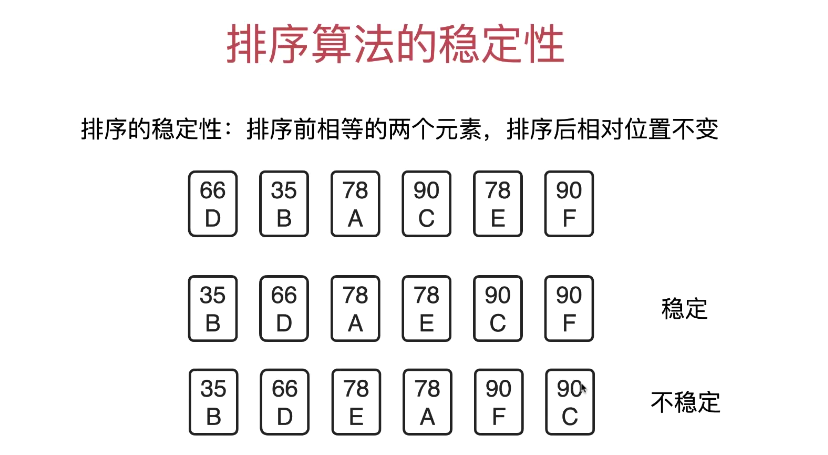 排序算法的稳定性
排序的稳定性：排序前相等的两个元素，排序后相对位置不变
66 35 78 90 78 90
D B A C E F
35 66 78 78 90 90
B D A E C F
稳定
35 66 78 78 90 90
B D E A F C
不稳定